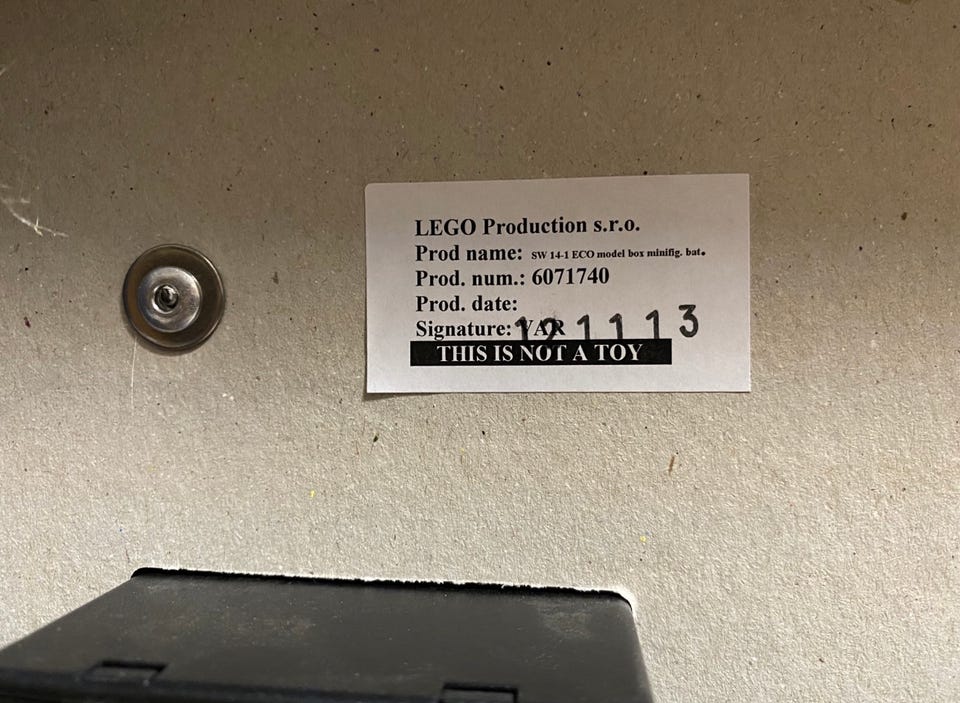 LEGO Production s.r.o.
Prod name: SW 14-1 ECO model box minifig. bat.
Prod. num.: 6071740
Prod. date:
121113
Signature: VAR
THIS IS NOT A TOY